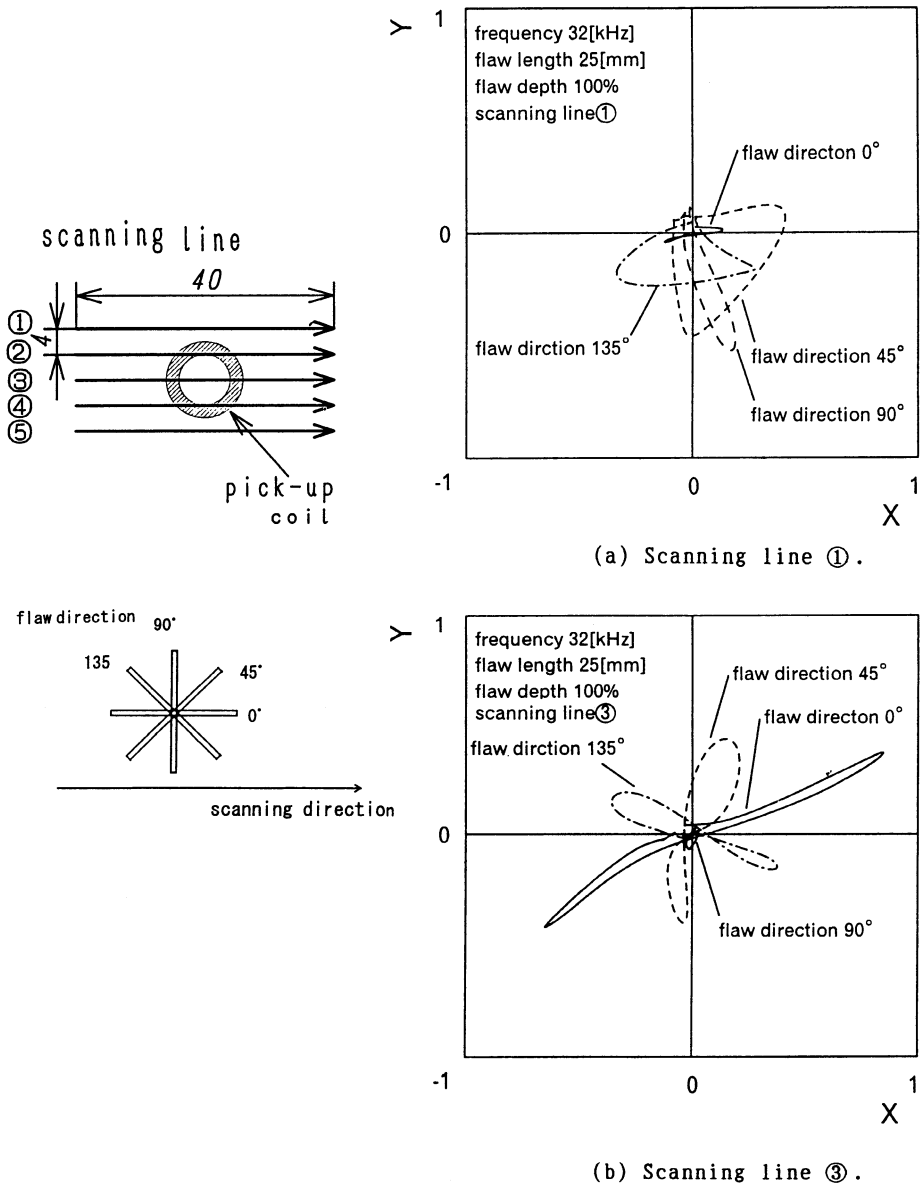 scanning line
40
①
②
③
④
⑤
4
pick-up
coil
flaw direction
90°
135
45°
0°
scanning direction
Y
1
frequency 32[kHz]
flaw length 25[mm]
flaw depth 100%
scanning line①
flaw directon 0°
0
flaw dirction 135°
flaw direction 45°
flaw direction 90°
-1
0
1
X
(a) Scanning line ①.
Y
1
frequency 32[kHz]
flaw length 25[mm]
flaw depth 100%
scanning line③
flaw direction 45°
flaw directon 0°
flaw dirction 135°
0
flaw direction 90°
-1
0
1
X
(b) Scanning line ③.